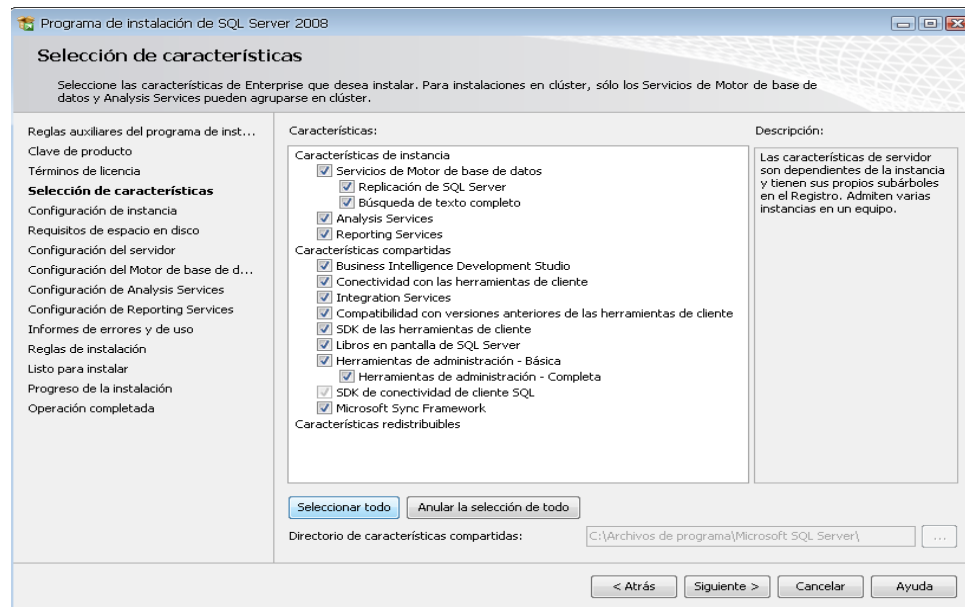 Programa de instalación de SQL Server 2008
Selección de características
Seleccione las características de Enterprise que desea instalar. Para instalaciones en clúster, sólo los Servicios de Motor de base de
datos y Analysis Services pueden agruparse en clúster.
Reglas auxiliares del programa de inst...
Clave de producto
Términos de licencia
Selección de características
Configuración de instancia
Requisitos de espacio en disco
Configuración del servidor
Configuración del Motor de base de d...
Configuración de Analysis Services
Configuración de Reporting Services
Informes de errores y de uso
Reglas de instalación
Listo para instalar
Progreso de la instalación
Operación completada
Características:
Características de instancia
Servicios de Motor de base de datos
Replicación de SQL Server
Búsqueda de texto completo
Analysis Services
Reporting Services
Características compartidas
Business Intelligence Development Studio
Conectividad con las herramientas de cliente
Integration Services
Compatibilidad con versiones anteriores de las herramientas de cliente
SDK de las herramientas de cliente
Libros en pantalla de SQL Server
Herramientas de administración - Básica
Herramientas de administración - Completa
SDK de conectividad de cliente SQL
Microsoft Sync Framework
Características redistribuibles
Descripción:
Las características de servidor
son dependientes de la instancia
y tienen sus propios subárboles
en el Registro. Admiten varias
instancias en un equipo.
Seleccionar todo
Anular la selección de todo
Directorio de características compartidas:
C:\Archivos de programa\Microsoft SQL Server\
...
< Atrás
Siguiente >
Cancelar
Ayuda